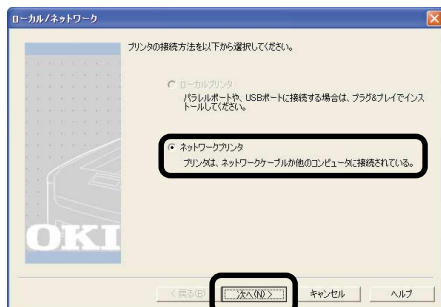 ローカル/ネットワーク
プリンタの接続方法を以下から選択してください。
ローカルプリンタ
パラレルポートや、USBポートに接続する場合は、プラグ&プレイでインス
トールしてください。
ネットワークプリンタ
プリンタは、ネットワークケーブルか他のコンピュータに接続されている。
OKI
< 戻る(B)
次へ(N) >
キャンセル
ヘルプ